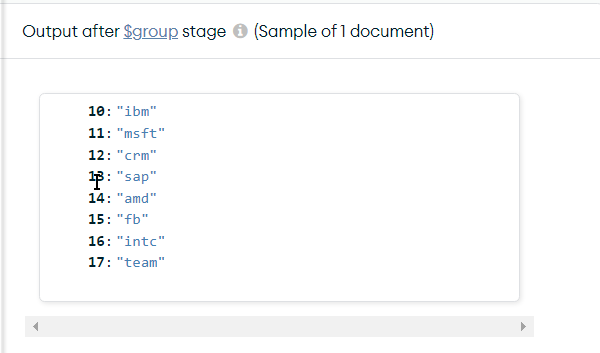 Output after $group stage (Sample of 1 document)
10: "ibm"
11: "msft"
12: "crm"
13: "sap"
14: "amd"
15: "fb"
16: "intc"
17: "team"